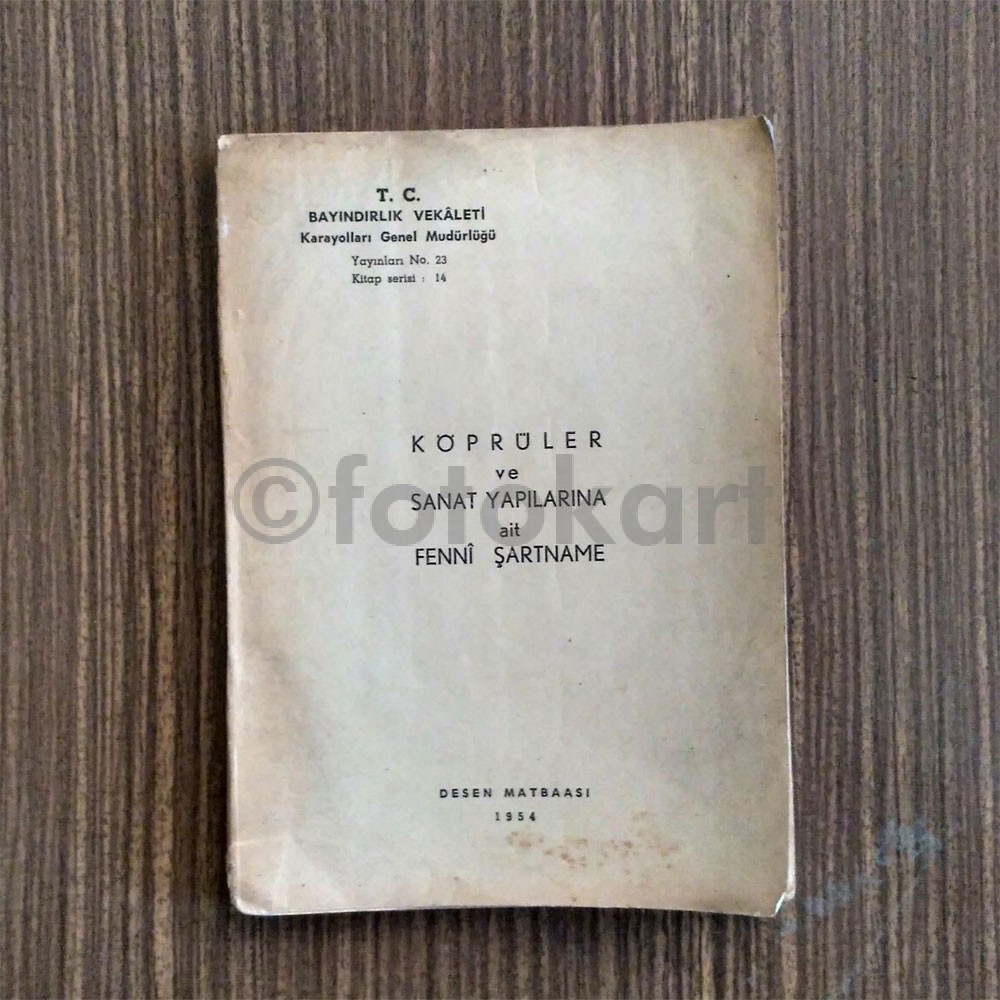 T. C.
BAYINDIRLIK VEKÂLETİ
Karayolları Genel Mudürlüğü
Yayınları No. 23
Kitap serisi : 14
KÖPRÜLER
ve
SANAT YAPILARINA
©fotokart
ait
FENNÎ ŞARTNAME
DESEN MATBAASI
1954